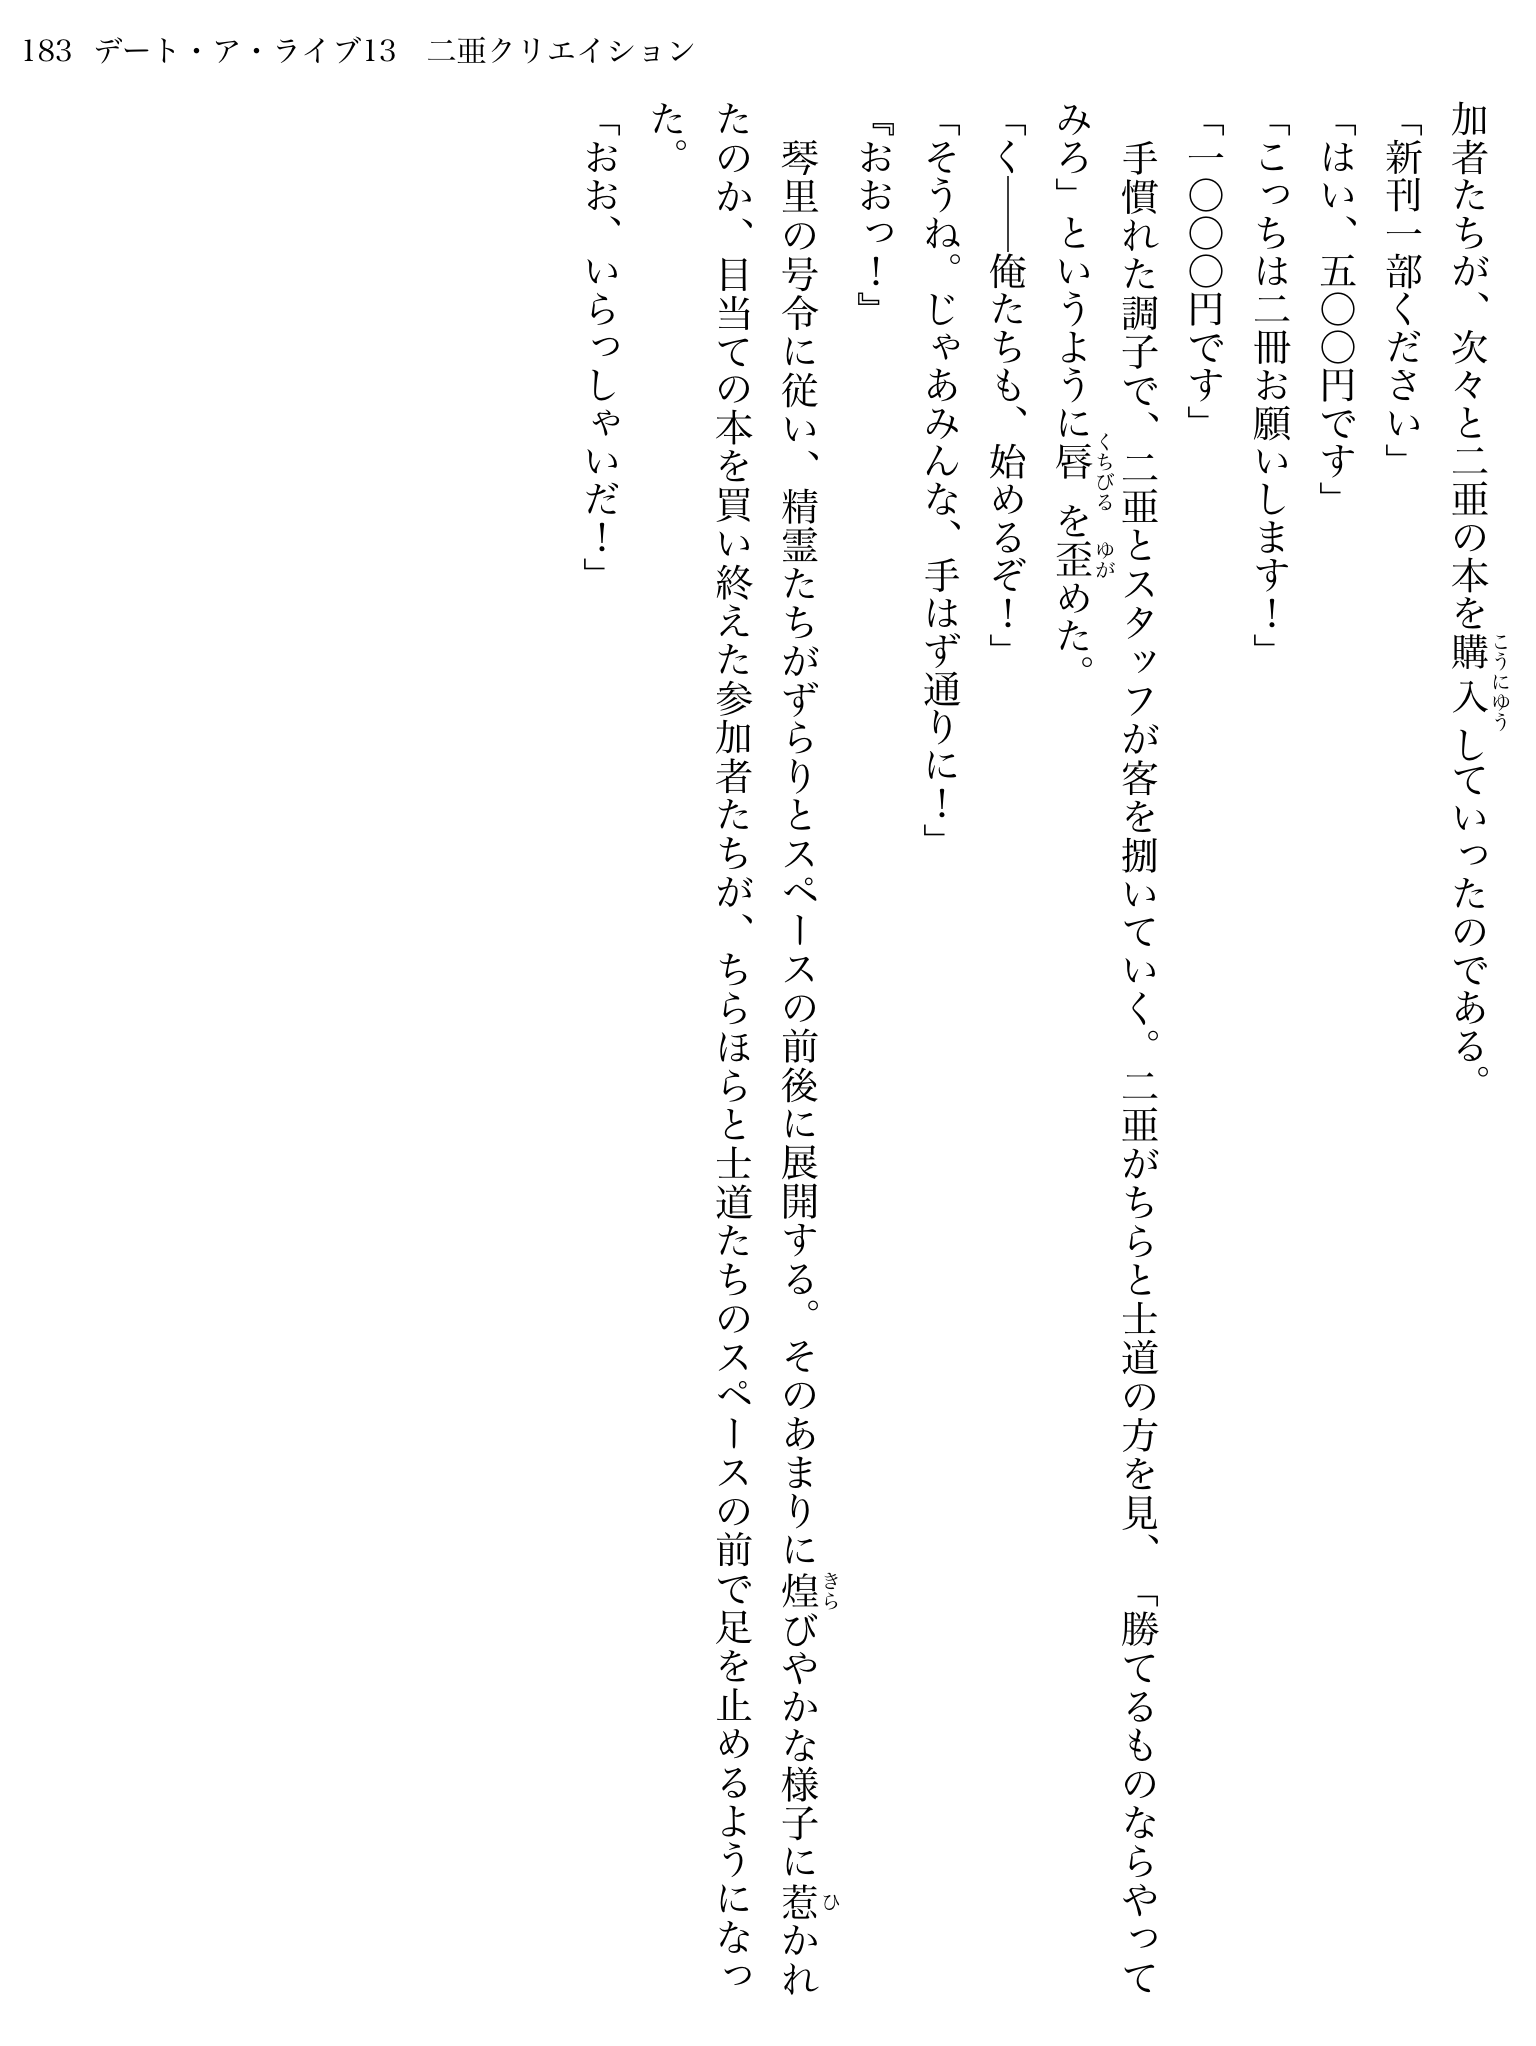 183 デート・ア・ライブ13 二亜クリエイション
加者たちが、次々と二亜の本を購入していったのである。
「新刊一部ください」
「はい、五〇〇円です」
「こっちは二冊お願いします！」
「一〇〇〇円です」
手慣れた調子で、二亜とスタッフが客を捌いていく。二亜がちらと士道の方を見、「勝てるものならやって
みろ」というように唇を歪めた。
「く――俺たちも、始めるぞ！」
「そうね。じゃあみんな、手はず通りに！」
『おおっ！』
琴里の号令に従い、精霊たちがずらりとスペースの前後に展開する。そのあまりに煌びやかな様子に惹かれ
たのか、目当ての本を買い終えた参加者たちが、ちらほらと士道たちのスペースの前で足を止めるようになっ
た。
「おお、いらっしゃいだ！」